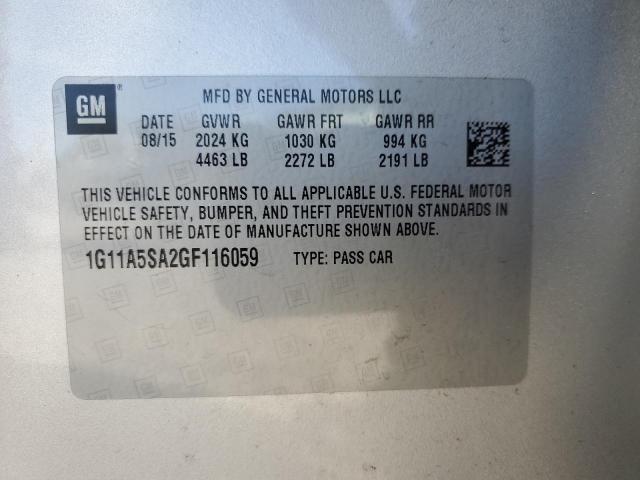 GM
MFD BY GENERAL MOTORS LLC
DATE GVWR GAWR FRT GAWR RR
08/15 2024 KG 1030 KG 994 KG
4463 LB 2272 LB 2191 LB
THIS VEHICLE CONFORMS TO ALL APPLICABLE U.S. FEDERAL MOTOR
VEHICLE SAFETY, BUMPER, AND THEFT PREVENTION STANDARDS IN
EFFECT ON THE DATE OF MANUFACTURE SHOWN ABOVE.
1G11A5SA2GF116059 TYPE: PASS CAR